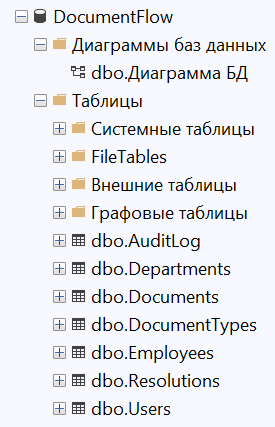 DocumentFlow
Диаграммы баз данных
dbo.Диаграмма БД
Таблицы
Системные таблицы
FileTables
Внешние таблицы
Графовые таблицы
dbo.AuditLog
dbo.Departments
dbo.Documents
dbo.DocumentTypes
dbo.Employees
dbo.Resolutions
dbo.Users